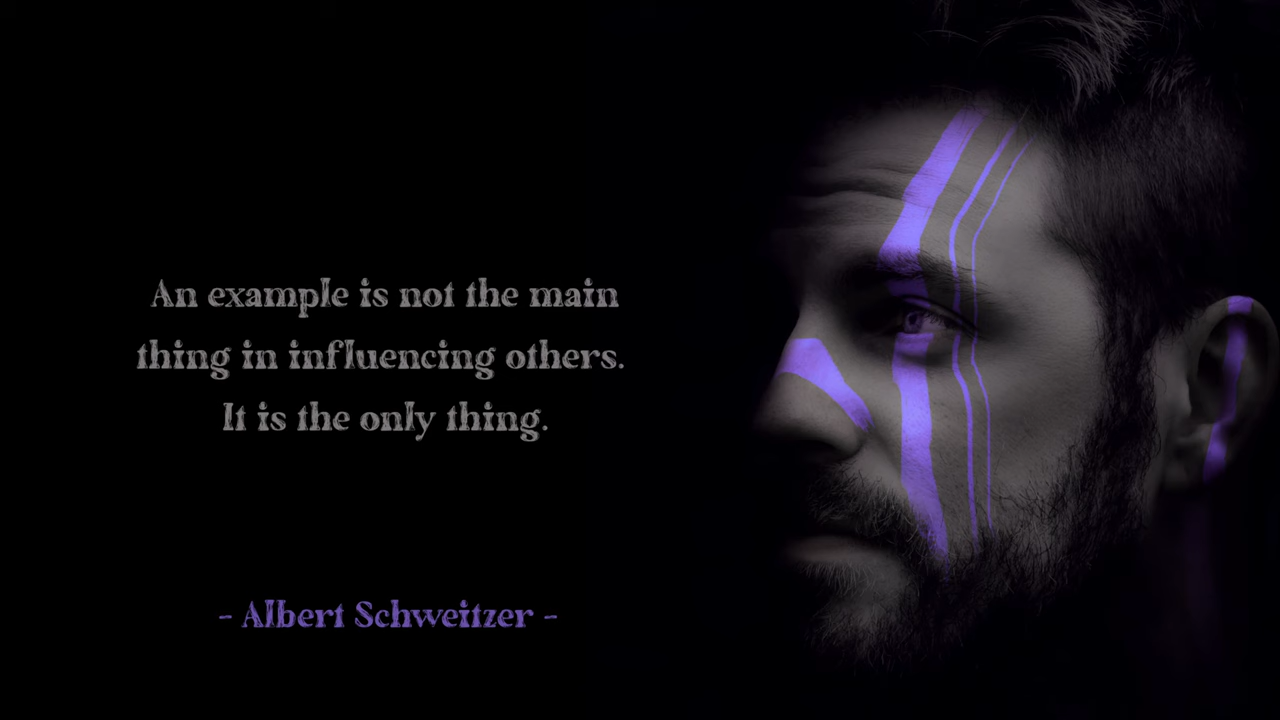 An example is not the main
thing in influencing others.
It is the only thing.
- Albert Schweitzer -